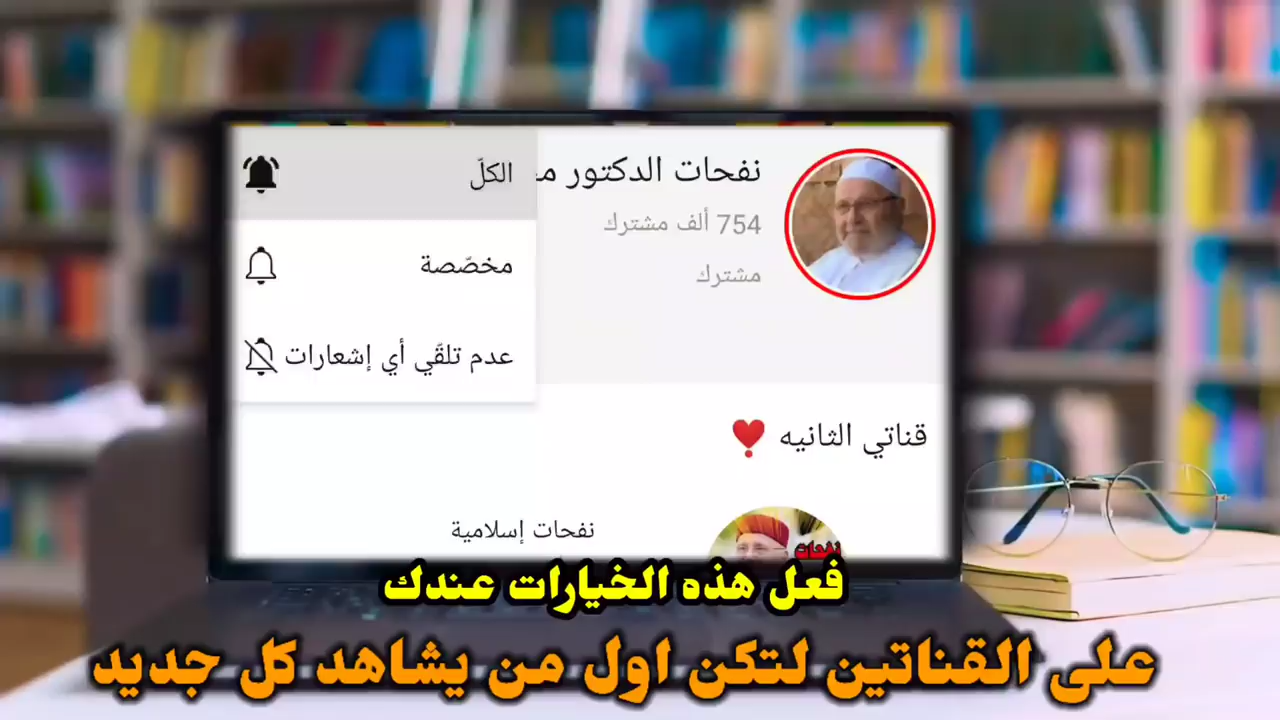 نفحات الدكتور
754 ألف مشترك
مشترك
الكلّ
مخصّصة
عدم تلقّي أي إشعارات
قناتي الثانيه ❣
نفحات إسلامية
نفحات
فعل هذه الخيارات عندك
على القناتين لتكن اول من يشاهد كل جديد